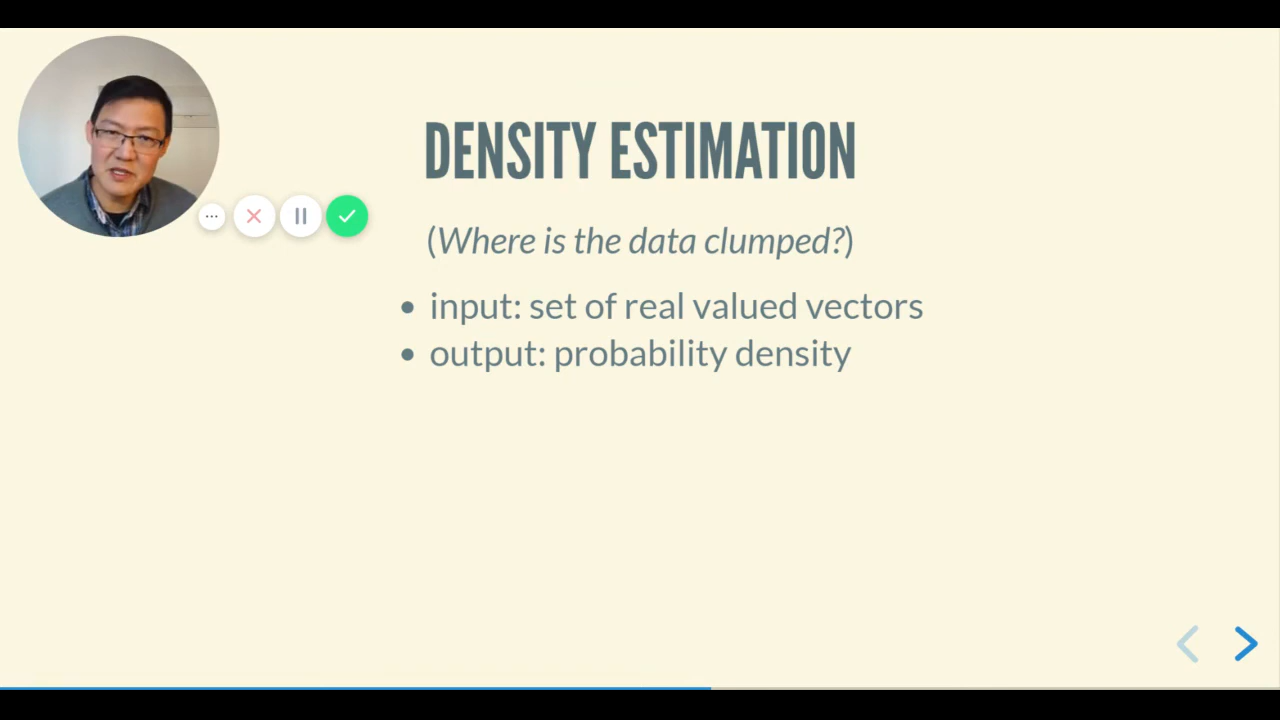 DENSITY ESTIMATION
(Where is the data clumped?)
• input: set of real valued vectors
• output: probability density